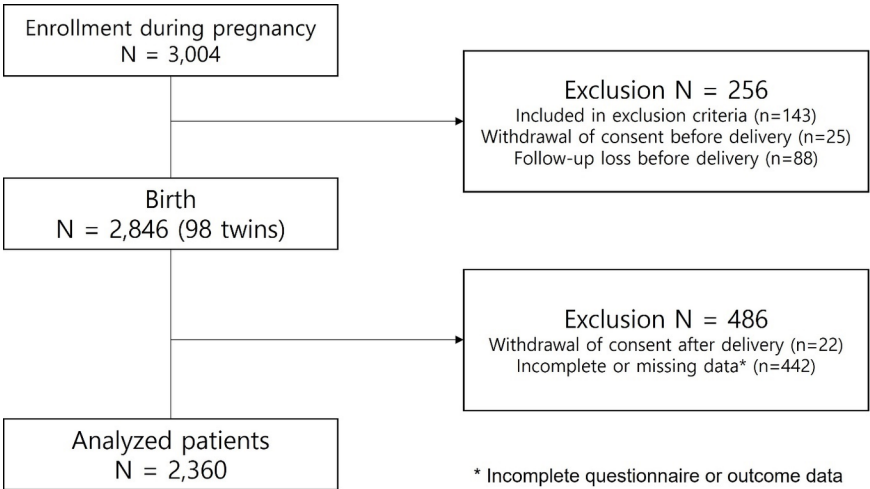 Enrollment during pregnancy
N = 3,004
Exclusion N = 256
Included in exclusion criteria (n=143)
Withdrawal of consent before delivery (n=25)
Follow-up loss before delivery (n=88)
Birth
N = 2,846 (98 twins)
Exclusion N = 486
Withdrawal of consent after delivery (n=22)
Incomplete or missing data* (n=442)
Analyzed patients
N = 2,360
* Incomplete questionnaire or outcome data